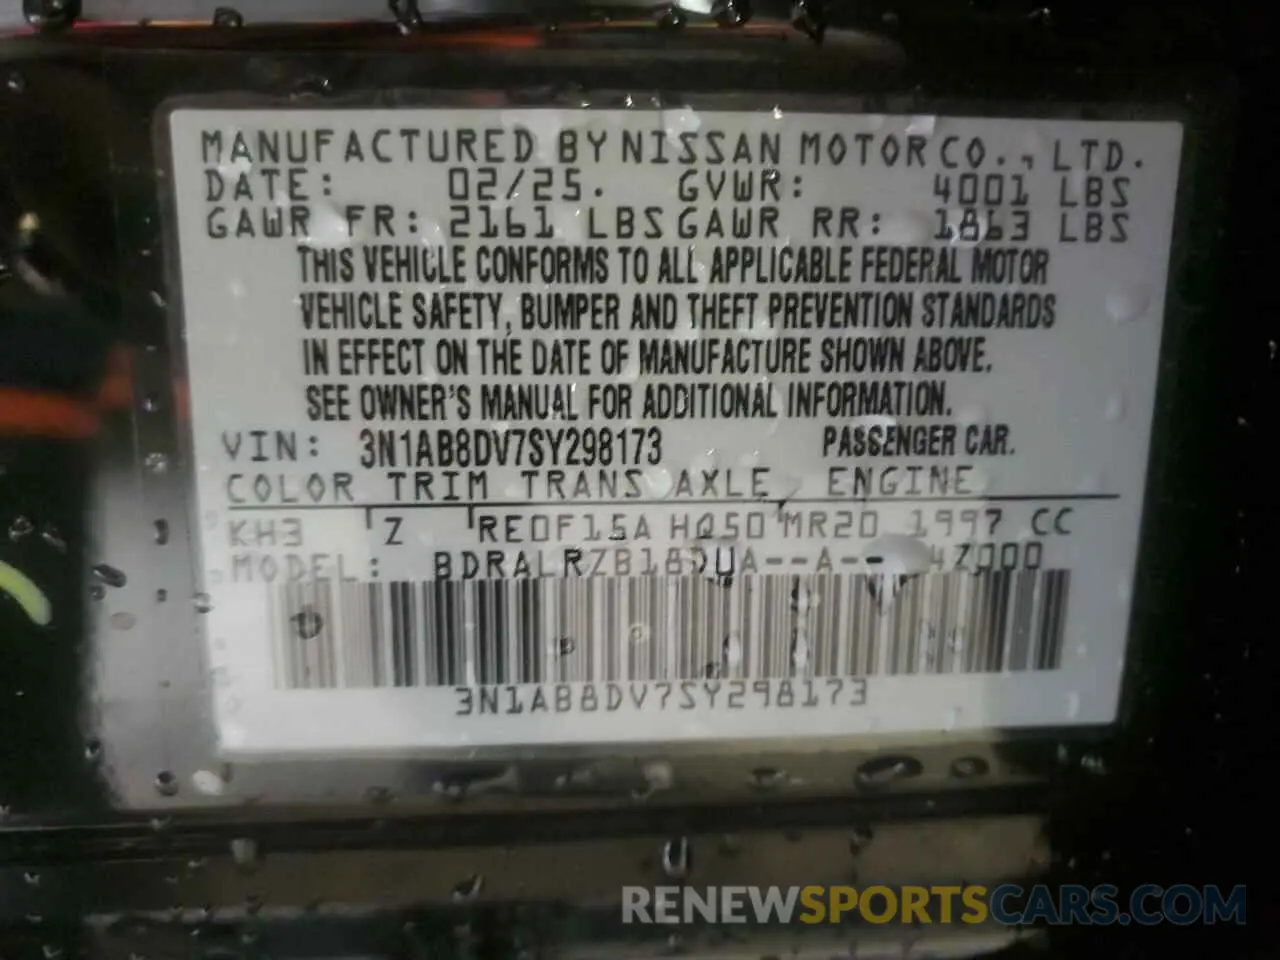 MANUFACTURED BY NISSAN MOTOR CO., LTD.
DATE: 02/25. GVWR: 4001 LBS
GAWR FR: 2161 LBS GAWR RR: 1863 LBS
THIS VEHICLE CONFORMS TO ALL APPLICABLE FEDERAL MOTOR
VEHICLE SAFETY, BUMPER AND THEFT PREVENTION STANDARDS
IN EFFECT ON THE DATE OF MANUFACTURE SHOWN ABOVE.
SEE OWNER'S MANUAL FOR ADDITIONAL INFORMATION.
VIN: 3N1AB8DV7SY298173 PASSENGER CAR.
COLOR TRIM TRANS AXLE ENGINE
KH3 Z RE0F15A HQ50 MR20 1997 CC
MODEL: BDRALRZB18DUA--A--
3N1AB8DV7SY298173
RENEWSPORTSCARS.COM